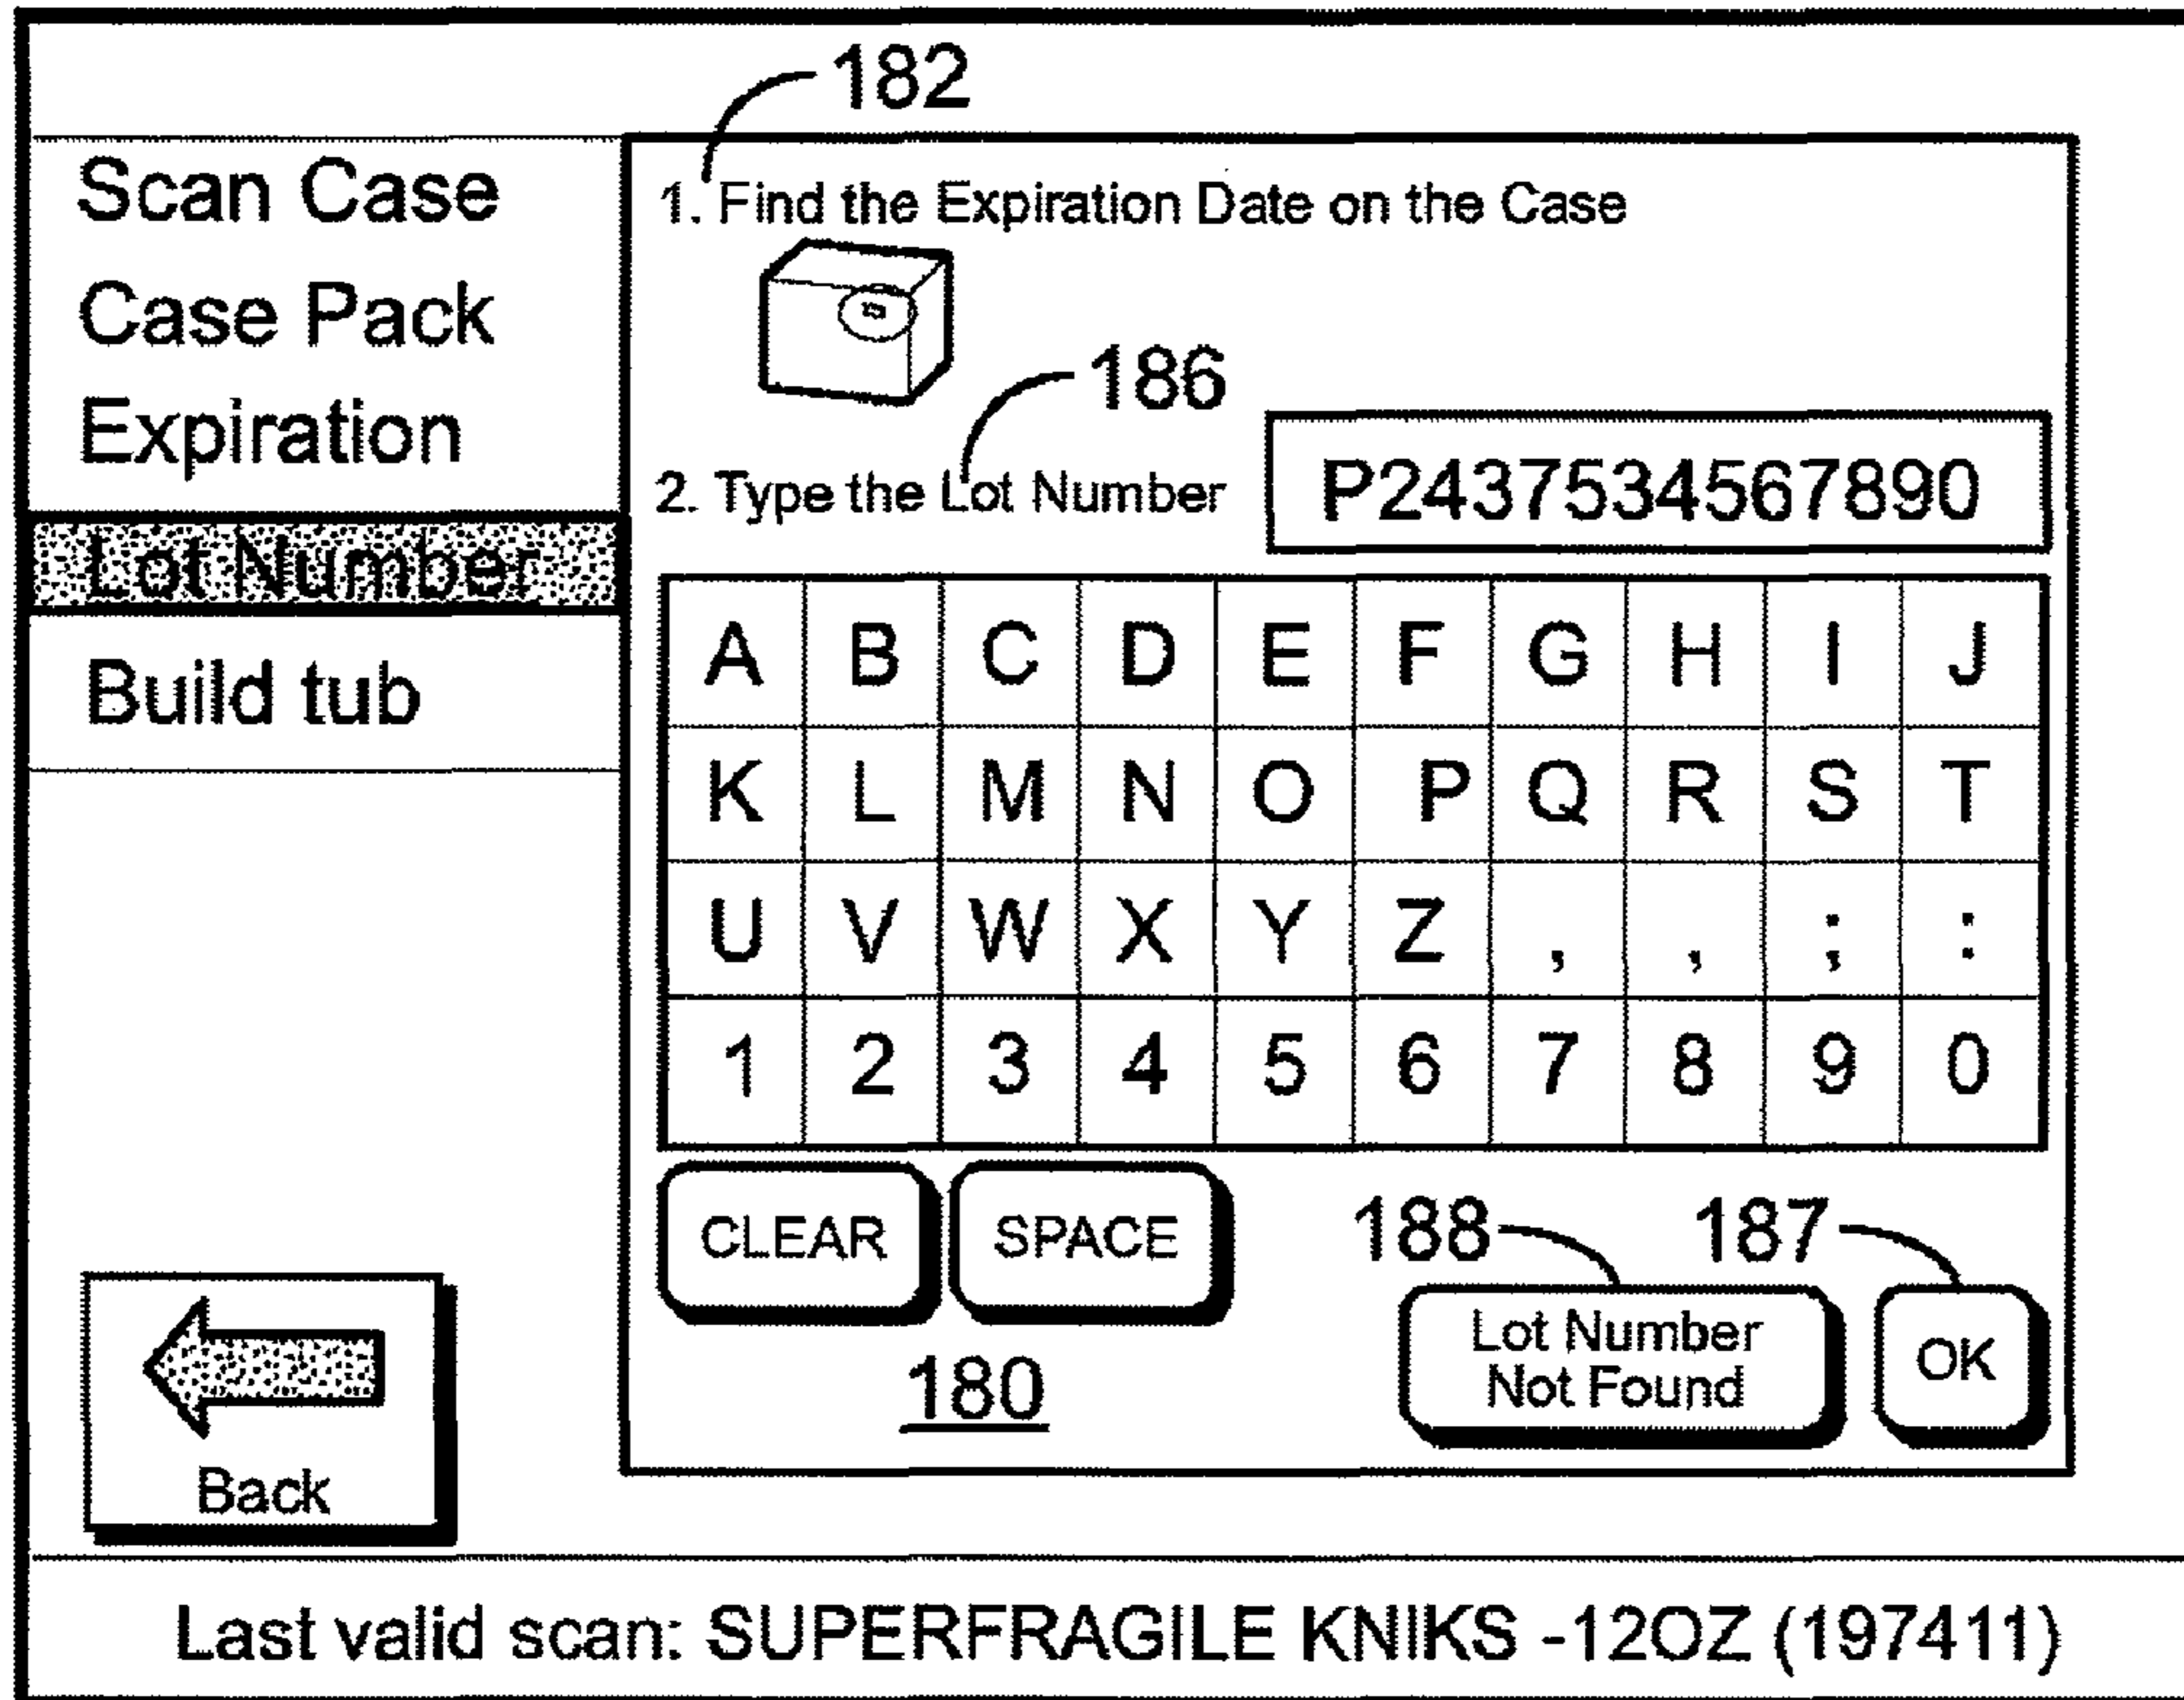 182
Scan Case
Case Pack
Expiration
Lot Number
Build tub
1. Find the Expiration Date on the Case
186
2. Type the Lot Number P2437534567890
A B C D E F G H I J
K L M N O P Q R S T
U V W X Y Z , , ; :
1 2 3 4 5 6 7 8 9 0
CLEAR SPACE
188 187
Lot Number
Not Found
OK
180
Back
Last valid scan: SUPERFRAGILE KNIKS -12OZ (197411)